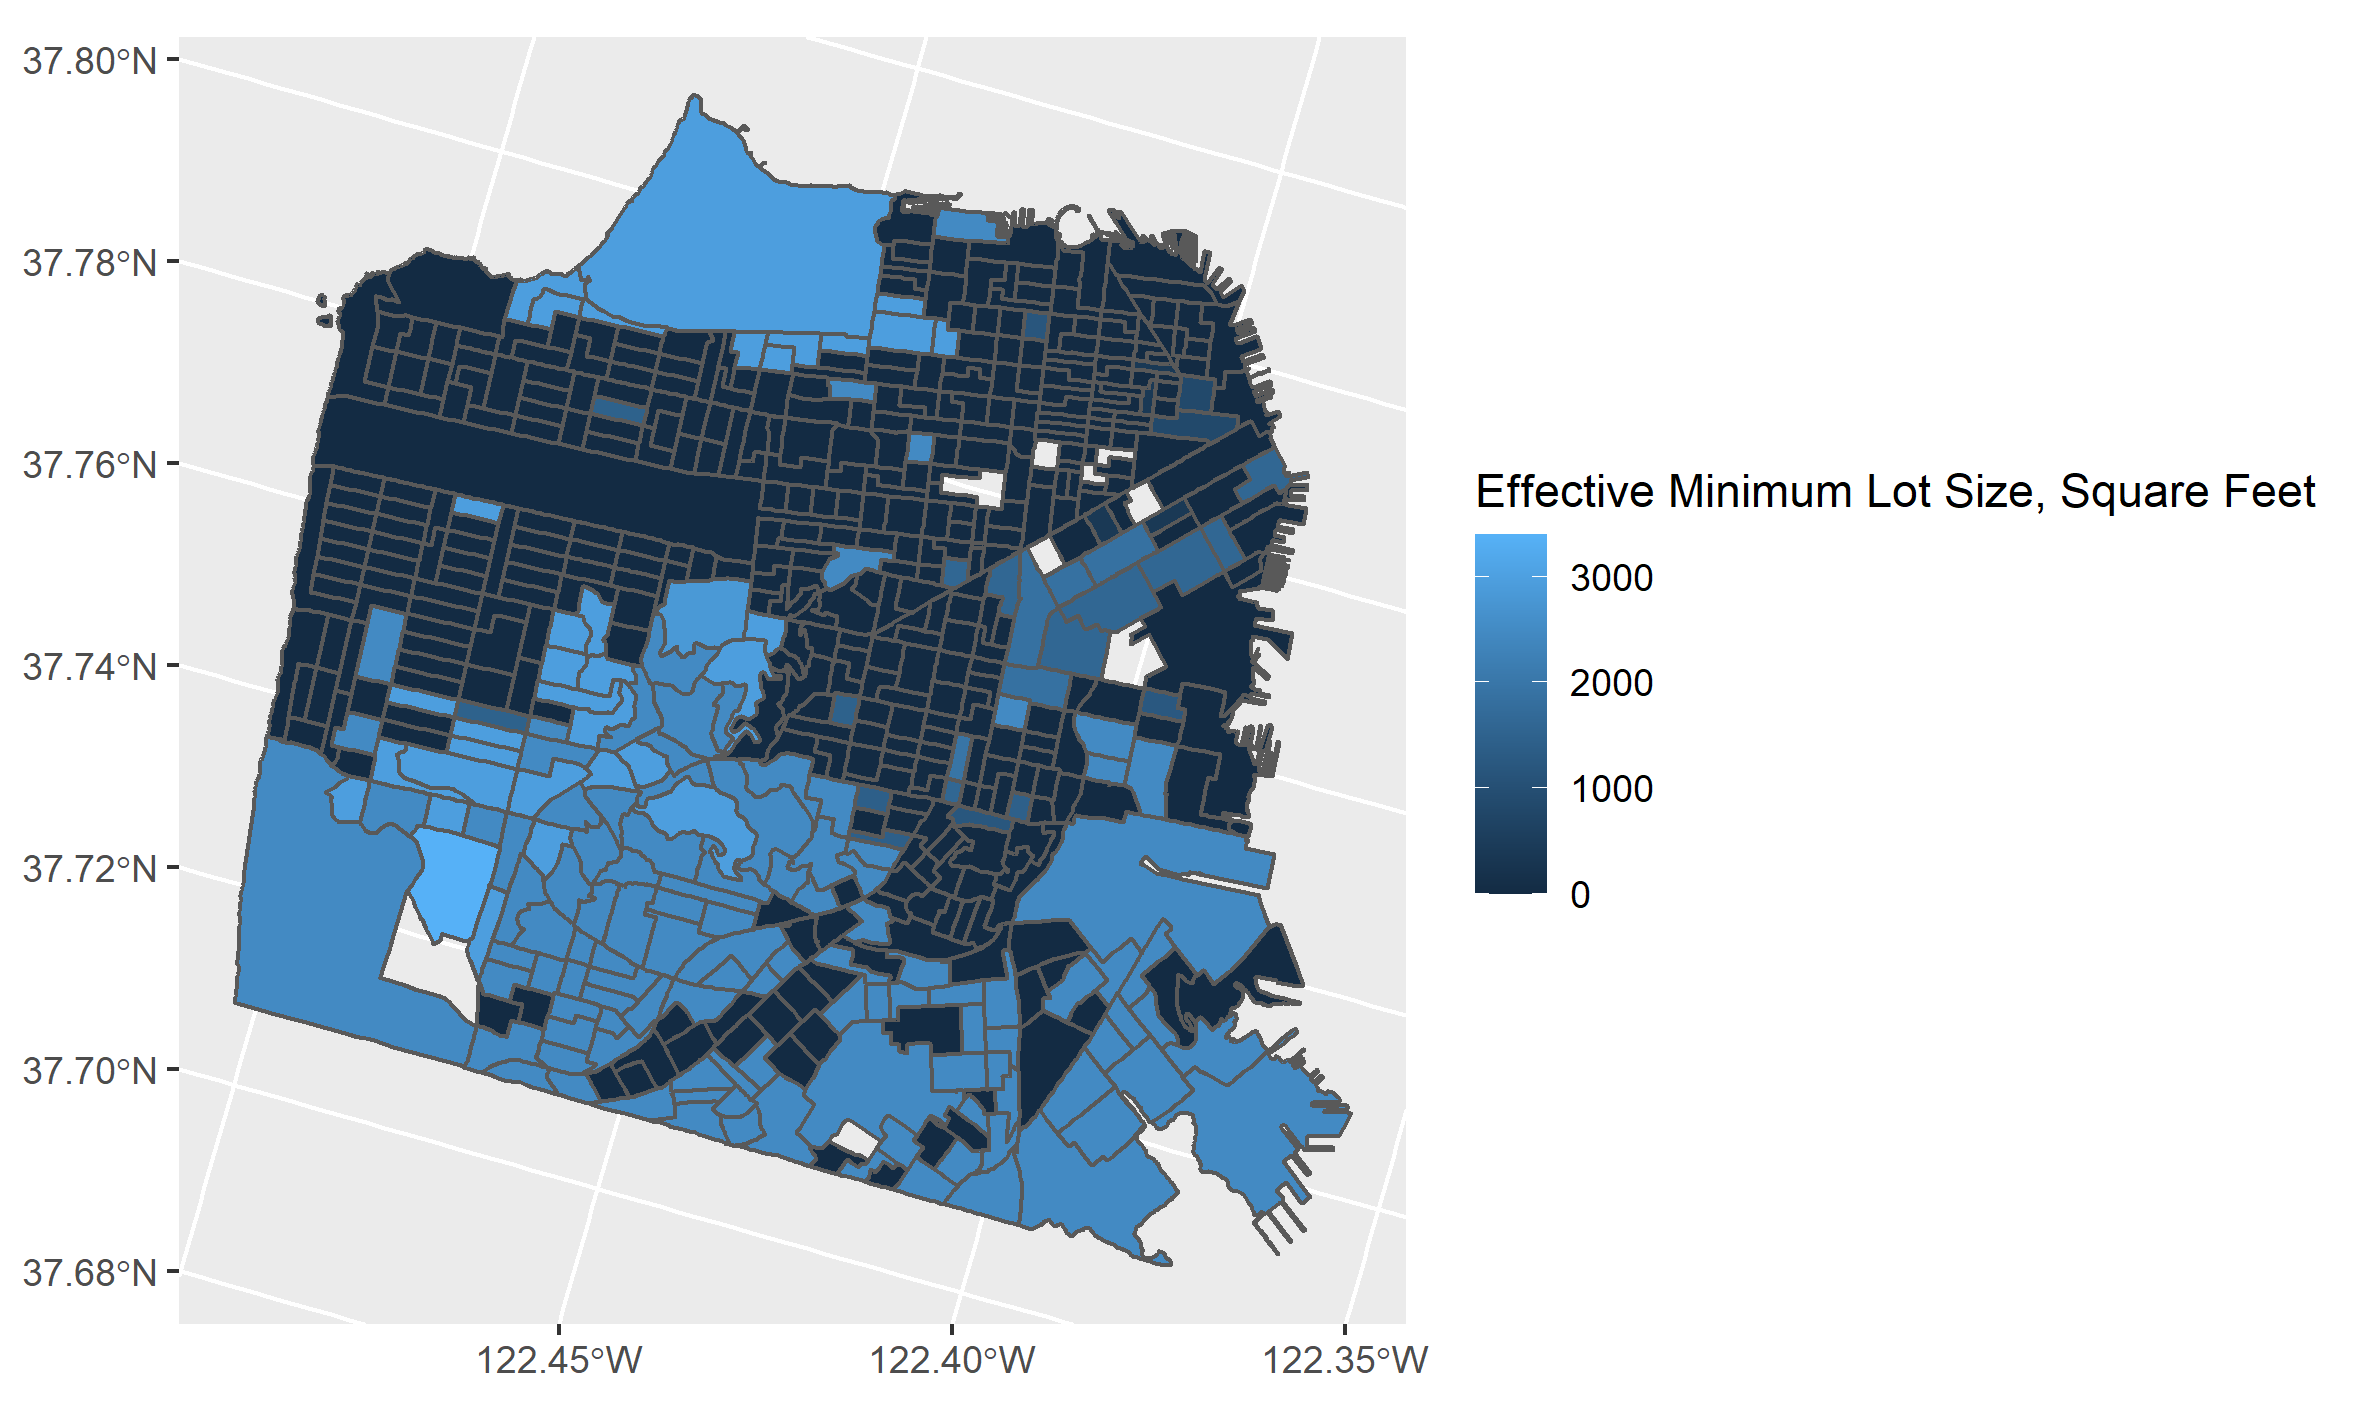 37.80°N
37.78°N
37.76°N
37.74°N
37.72°N
37.70°N
37.68°N
122.45°W
122.40°W
122.35°W
Effective Minimum Lot Size, Square Feet
3000
2000
1000
0